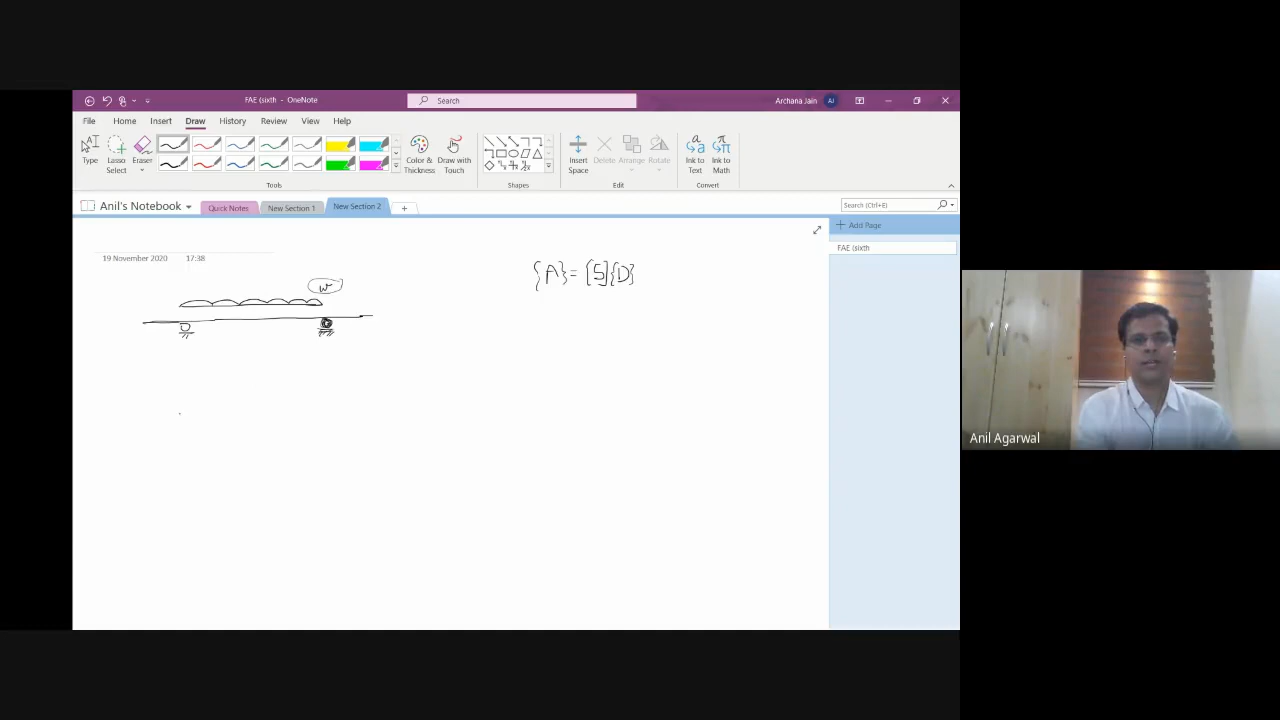 FAE (sixth - OneNote
Search
Archana Jain
AJ
File Home Insert Draw History Review View Help
Type
Lasso Select
Eraser
Color & Thickness
Draw with Touch
Insert Space
Delete
Arrange
Rotate
Ink to Text
Ink to Math
Tools
Shapes
Edit
Convert
Anil's Notebook
Quick Notes
New Section 1
New Section 2
+
Search (Ctrl+E)
Add Page
FAE (sixth
19 November 2020 17:38
w
{A} = [S]{D}
Anil Agarwal